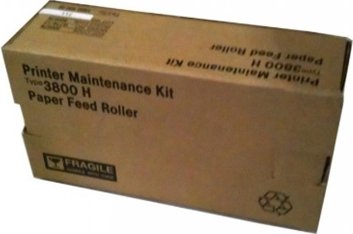 Printer Maintenance Kit
Type 3800 H
Paper Feed Roller
FRAGILE
Printer Maintenance Kit
Type 3800 H
Paper Feed Roller